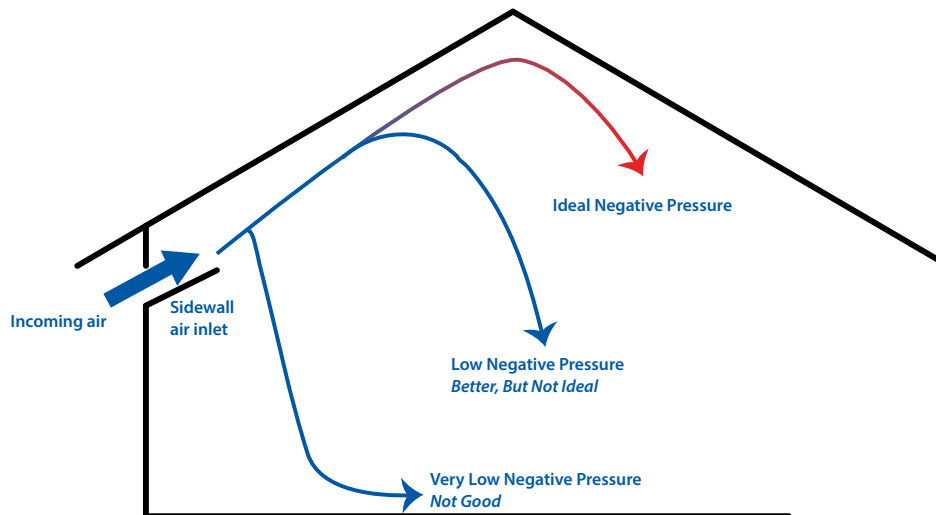 Ideal Negative Pressure
Incoming air
Sidewall
air inlet
Low Negative Pressure
Better, But Not Ideal
Very Low Negative Pressure
Not Good